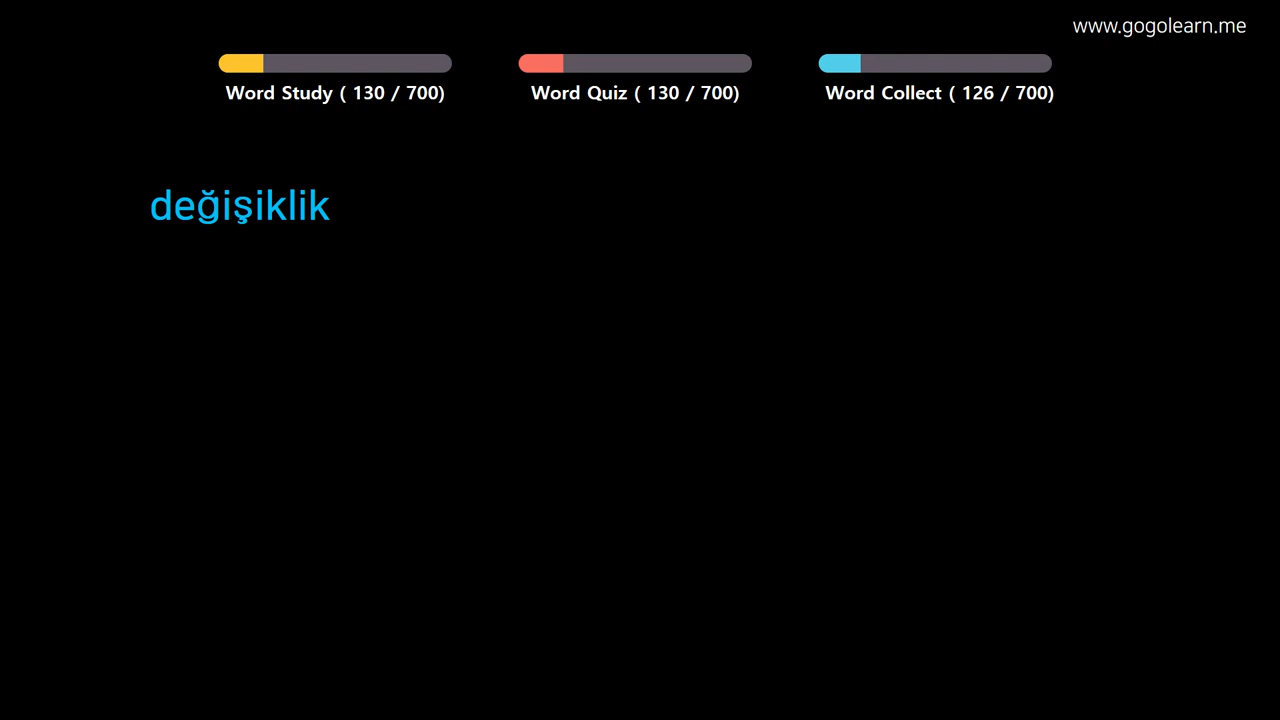 www.gogolearn.me
Word Study ( 130 / 700)
Word Quiz ( 130 / 700)
Word Collect ( 126 / 700)
değişiklik